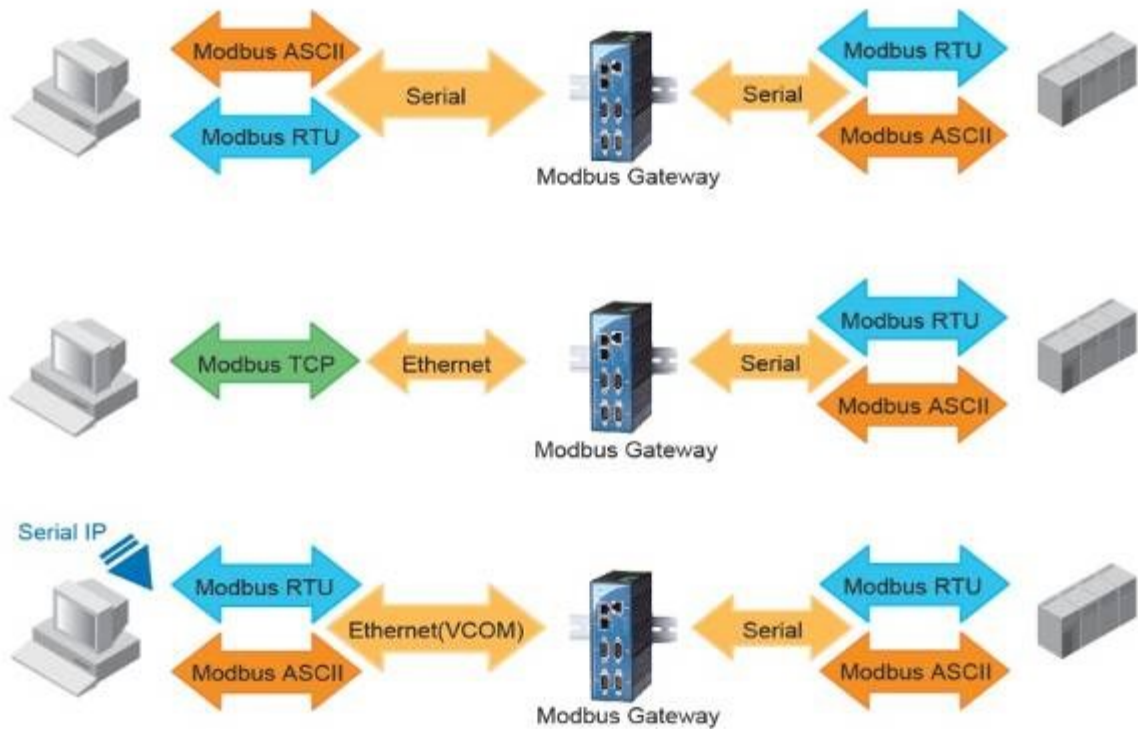 Modbus ASCII
Modbus RTU
Serial
Serial
Modbus RTU
Modbus ASCII
Modbus Gateway
Modbus RTU
Modbus TCP
Ethernet
Serial
Modbus ASCII
Modbus Gateway
Serial IP
Modbus RTU
Modbus RTU
Ethernet(VCOM)
Serial
Modbus ASCII
Modbus ASCII
Modbus Gateway